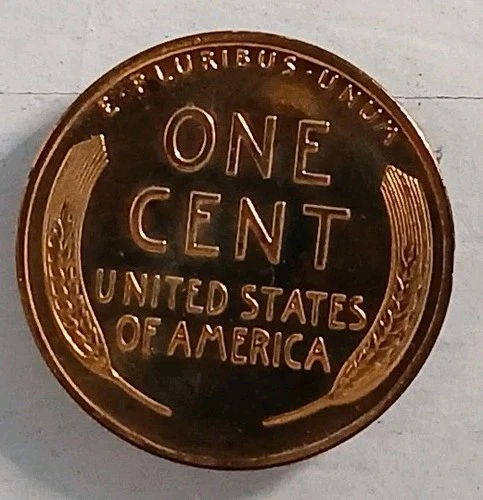 E·PLURIBUS·UNUM
ONE
CENT
UNITED STATES
OF AMERICA